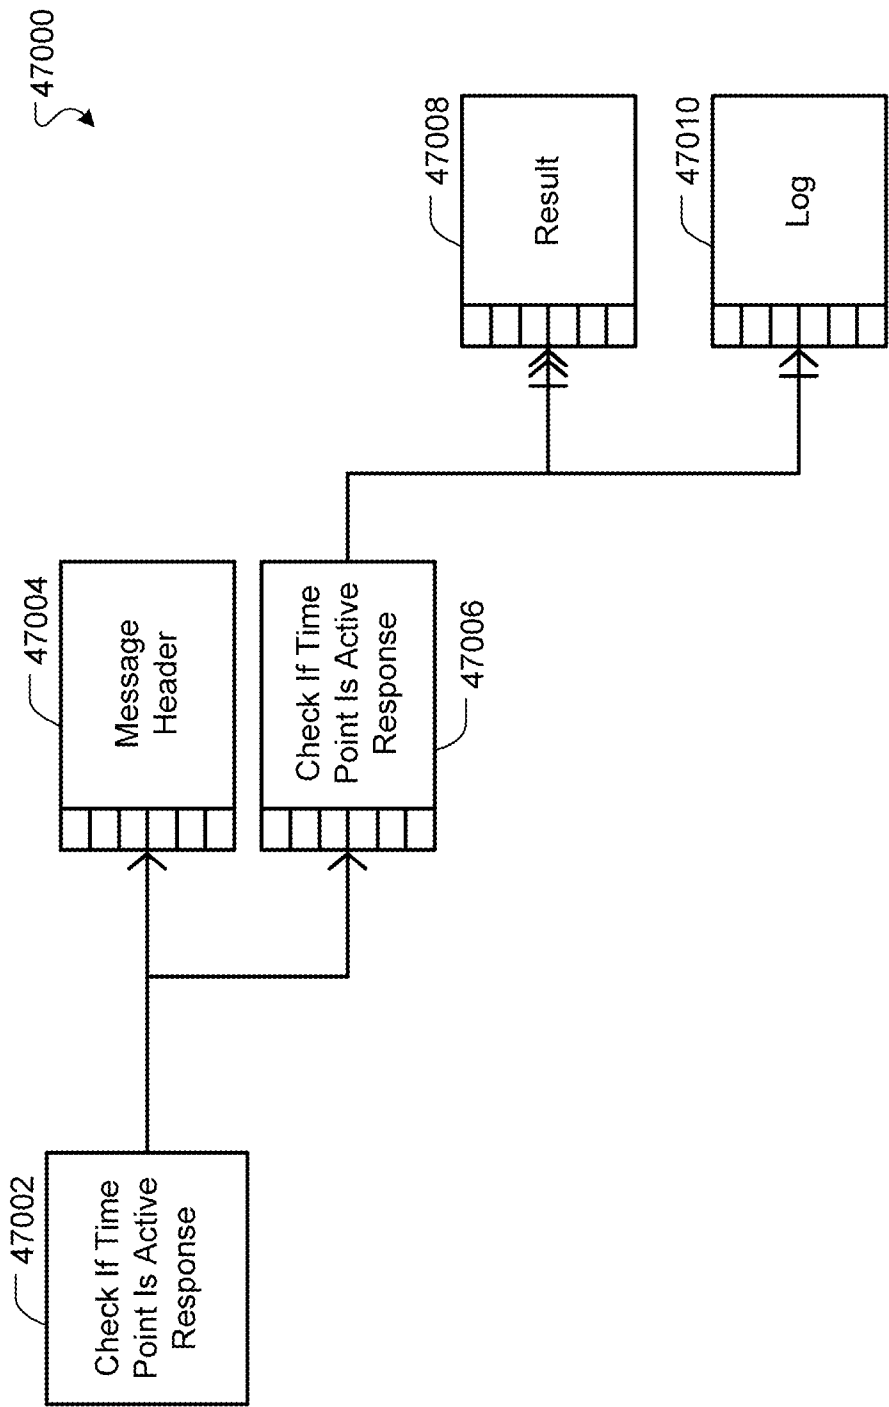 47000
47002
Check If Time
Point Is Active
Response
47004
Message
Header
47006
Check If Time
Point Is Active
Response
47008
Result
47010
Log